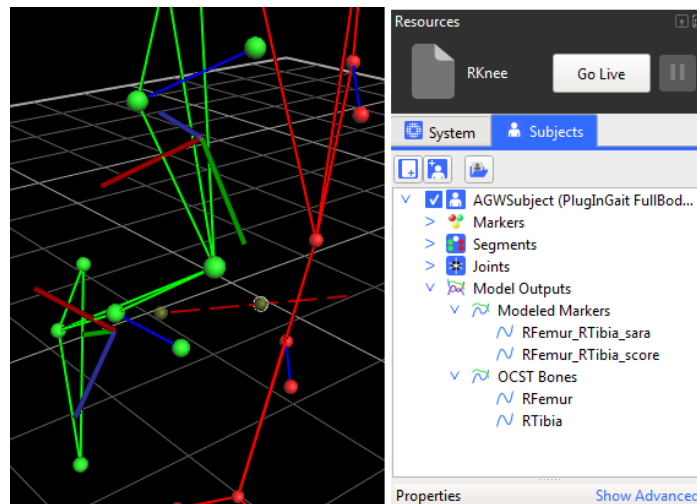 Resources
RKnee
Go Live
System
Subjects
AGWSubject (PlugInGait FullBod...
Markers
Segments
Joints
Model Outputs
Modeled Markers
RFemur_RTibia_sara
RFemur_RTibia_score
OCST Bones
RFemur
RTibia
Properties
Show Advanced